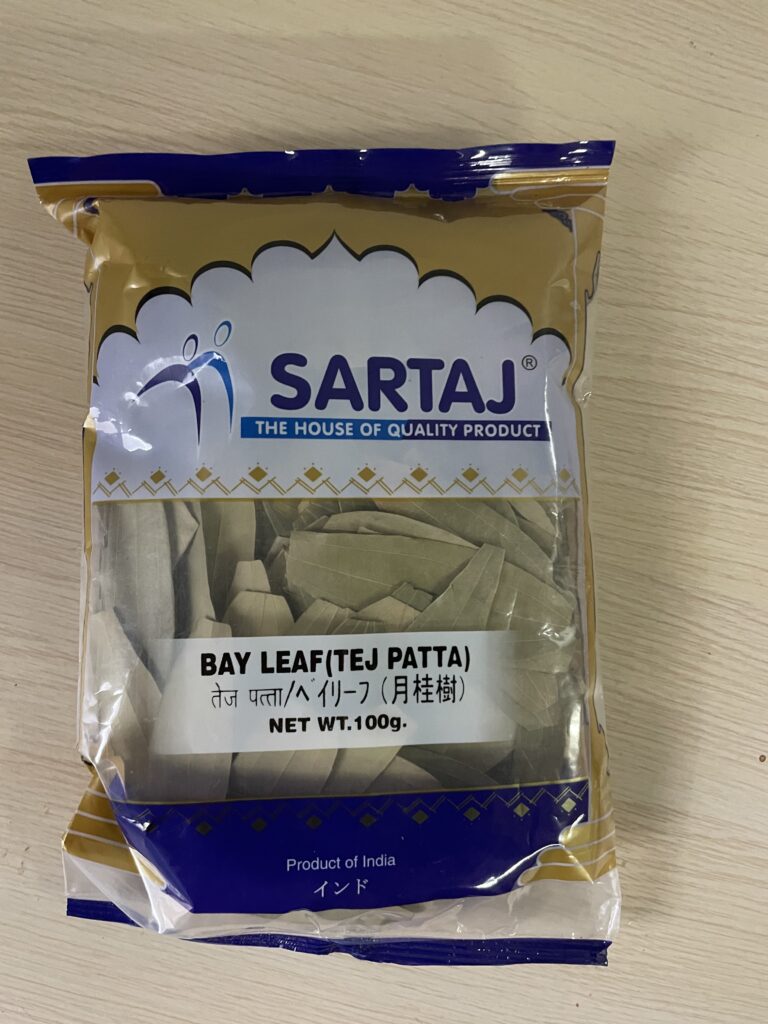 SARTAJ®
THE HOUSE OF QUALITY PRODUCT
BAY LEAF(TEJ PATTA)
तेज पत्ता/ベイリーフ（月桂樹）
NET WT.100g.
Product of India
インド